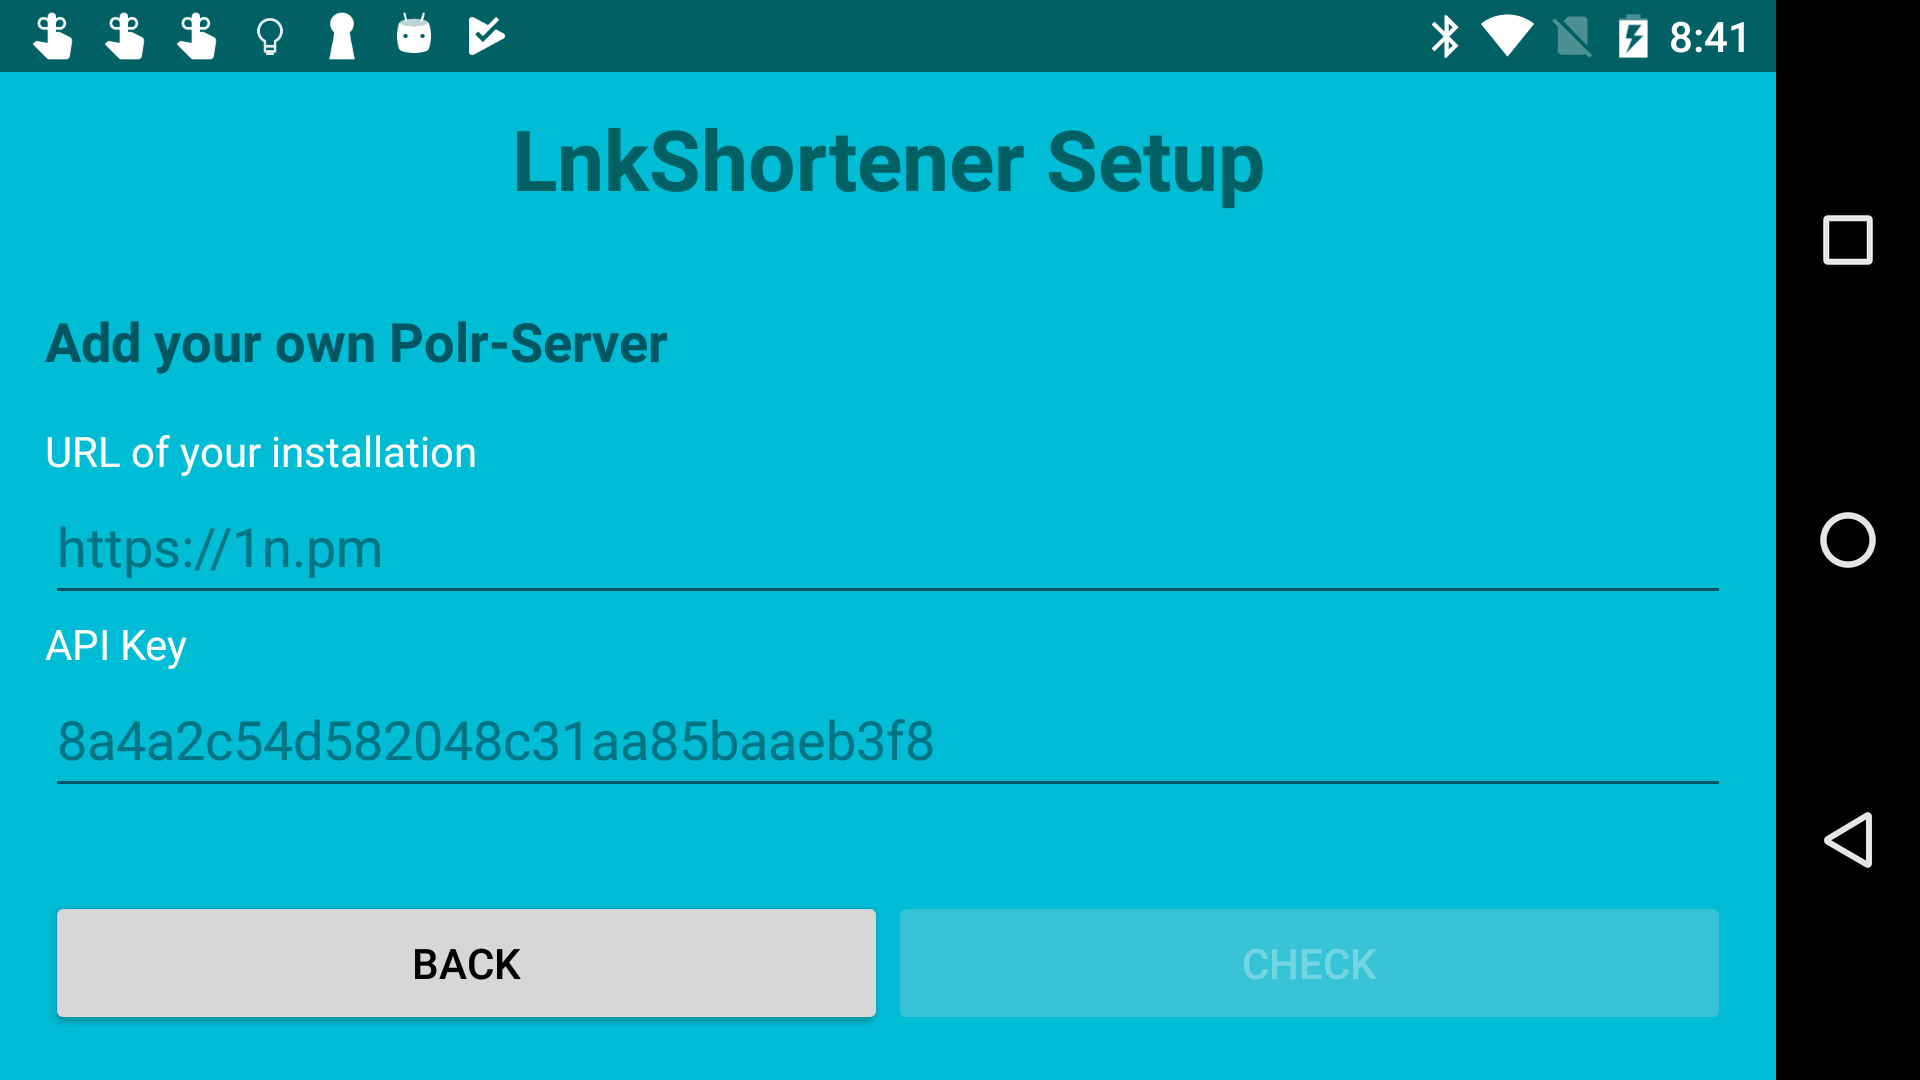 8:41
LnkShortener Setup
Add your own Polr-Server
URL of your installation
https://1n.pm
API Key
8a4a2c54d582048c31aa85baaeb3f8
BACK
CHECK